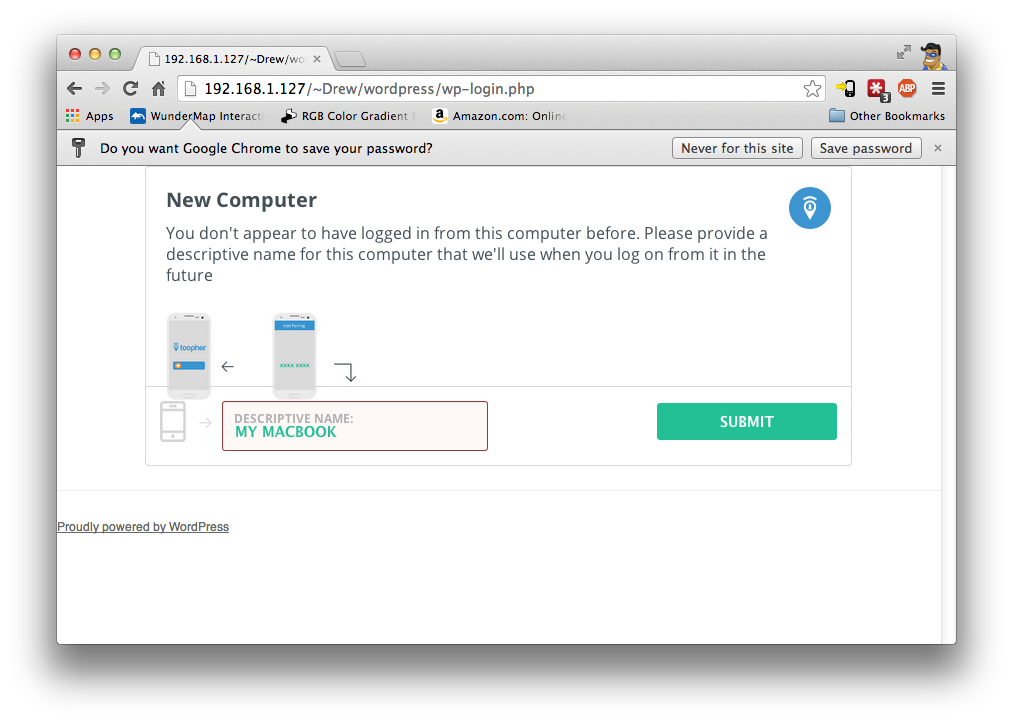 192.168.1.127/~Drew/wo
192.168.1.127/~Drew/wordpress/wp-login.php
3
ABP
Apps
WunderMap Interacti
RGB Color Gradient
a
Amazon.com: Online
Other Bookmarks
Do you want Google Chrome to save your password?
Never for this site
Save password
New Computer
You don't appear to have logged in from this computer before. Please provide a
descriptive name for this computer that we'll use when you log on from it in the
future
toopher
Add Pairing
XXXX XXXX
DESCRIPTIVE NAME:
MY MACBOOK
SUBMIT
Proudly powered by WordPress